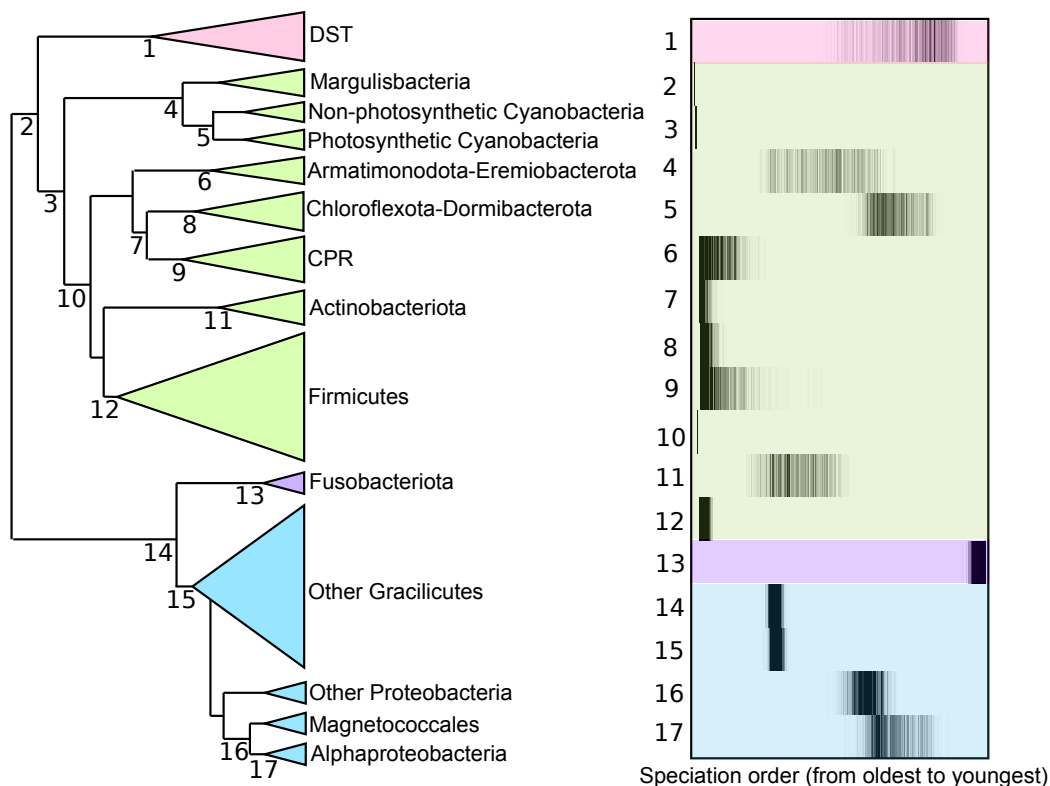 DST
1
Margulisbacteria
4
Non-photosynthetic Cyanobacteria
2
5
Photosynthetic Cyanobacteria
Armatimonodota-Eremiobacterota
6
3
Chloroflexota-Dormibacterota
8
7
CPR
9
10
Actinobacteriota
11
Firmicutes
12
Fusobacteriota
13
14
Other Gracilicutes
15
Other Proteobacteria
Magnetococcales
16
Alphaproteobacteria
17
1
2
3
4
5
6
7
8
9
10
11
12
13
14
15
16
17
Speciation order (from oldest to youngest)